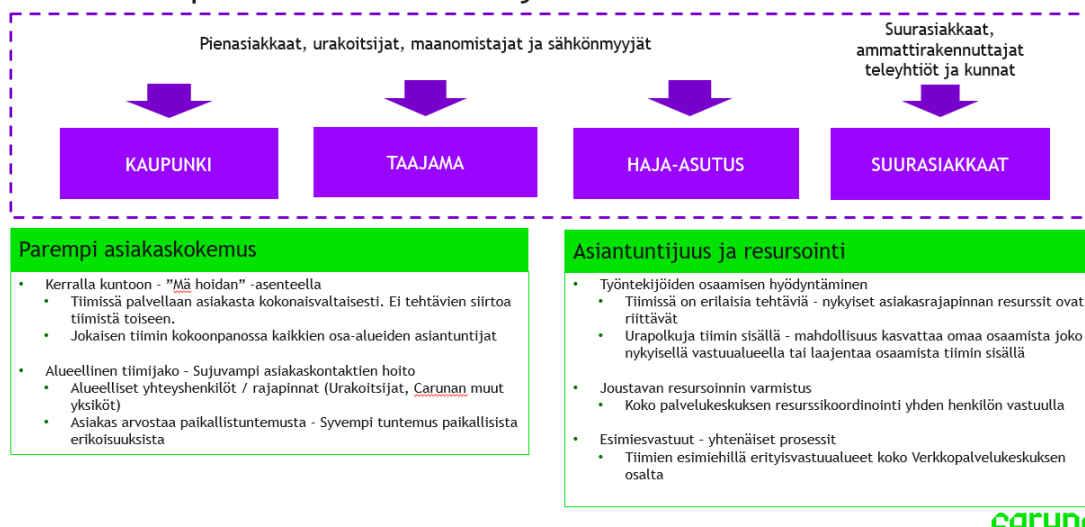 Pienasiakkaat, urakoitsijat, maanomistajat ja sähkönmyyjät
Suurasiakkaat,
ammattirakennuttajat
teleyhtiöt ja kunnat
KAUPUNKI
TAAJAMA
HAJA-ASUTUS
SUURASIAKKAAT
Parempi asiakaskokemus
• Kerralla kuntoon - ”Mä hoidan” -asenteella
• Tiimissä palvellaan asiakasta kokonaisvaltaisesti. Ei tehtävien siirtoa
tiimistä toiseen.
• Jokaisen tiimin kokoonpanossa kaikkien osa-alueiden asiantuntijat
• Alueellinen tiimijako - Sujuvampi asiakaskontaktien hoito
• Alueelliset yhteyshenkilöt / rajapinnat (Urakoitsijat, Carunan muut
yksiköt)
• Asiakas arvostaa paikallistuntemusta - Syvempi tuntemus paikallisista
erikoisuuksista
Asiantuntijuus ja resursointi
• Työntekijöiden osaamisen hyödyntäminen
• Tiimissä on erilaisia tehtäviä - nykyiset asiakasrajapinnan resurssit ovat
riittävät
• Urapolkuja tiimin sisällä - mahdollisuus kasvattaa omaa osaamista joko
nykyisellä vastuualueella tai laajentaa osaamista tiimin sisällä
• Joustavan resursoinnin varmistus
• Koko palvelukeskuksen resurssikoordinointi yhden henkilön vastuulla
• Esimiesvastuut - yhtenäiset prosessit
• Tiimien esimiehillä erityisvastuualueet koko Verkkopalvelukeskuksen
osalta